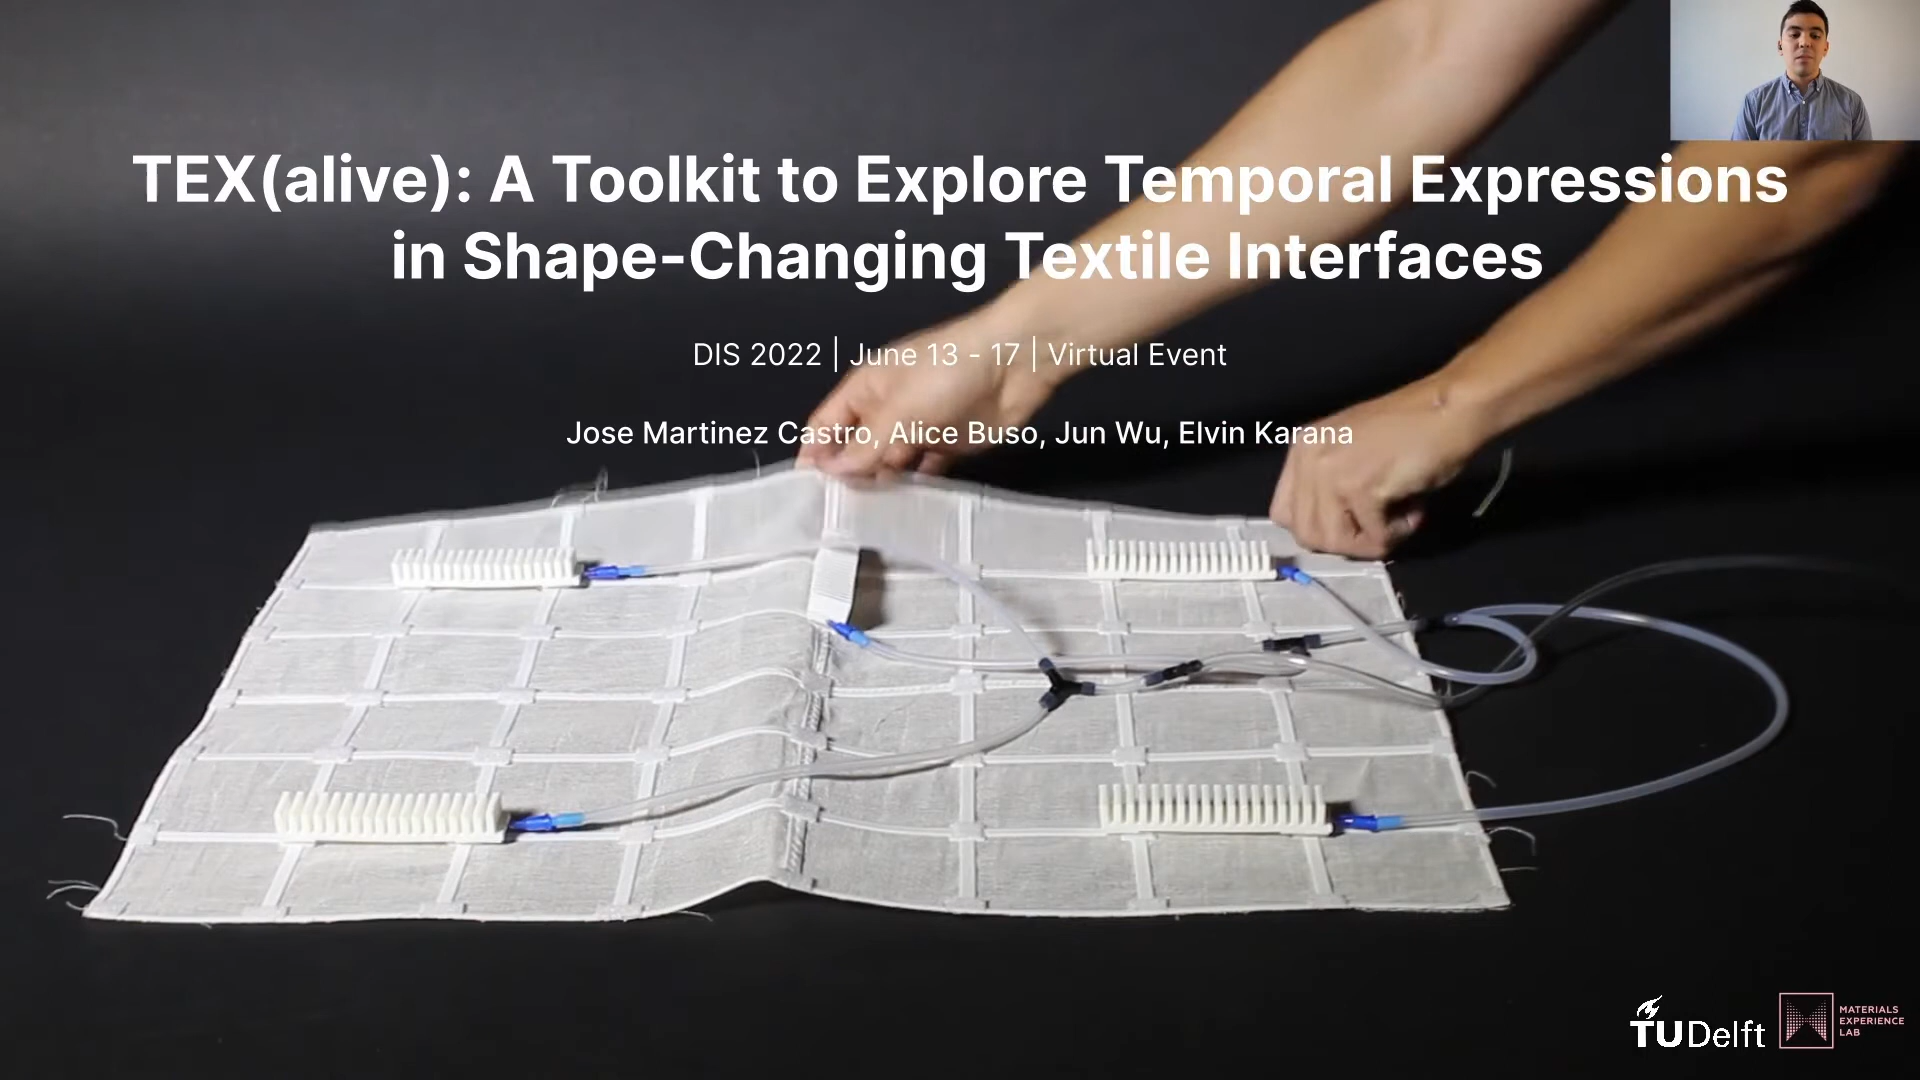 TEX(alive): A Toolkit to Explore Temporal Expressions
in Shape-Changing Textile Interfaces
DIS 2022 | June 13 - 17 | Virtual Event
Jose Martinez Castro, Alice Buso, Jun Wu, Elvin Karana
TUDelft
MATERIALS
EXPERIENCE
LAB